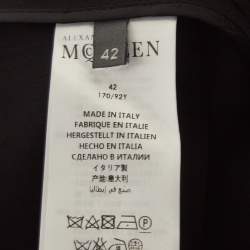 ALEXAN
McQUEEN
42
42
170/92Y
MADE IN ITALY
FABRIQUE EN ITALIE
HERGESTELLT IN ITALIEN
HECHO EN ITALIA
СДЕЛАНО В ИТАЛИИ
イタリア製
产地:意大利
صنع في إيطاليا